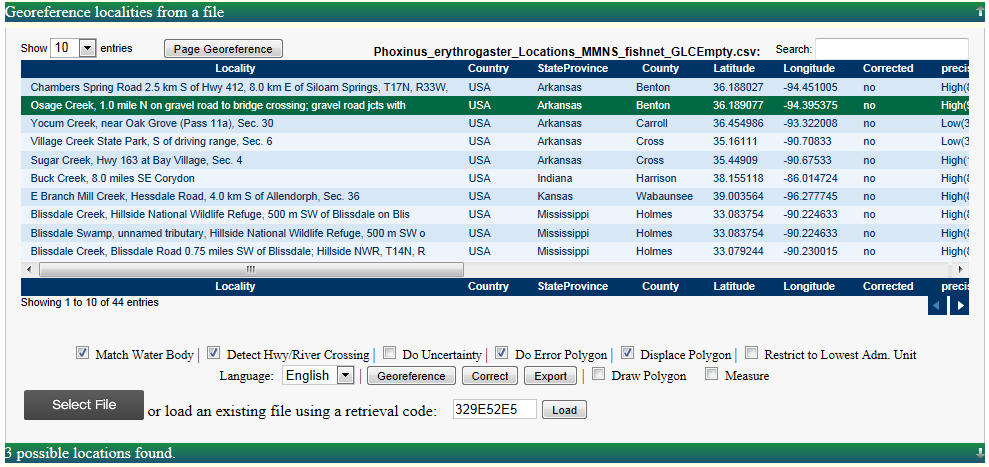 Georeference localities from a file
Show 10 entries Page Georeference Phoxinus_erythrogaster_Locations_MMNS_fishnet_GLCEmpty.csv: Search:
Locality Country StateProvince County Latitude Longitude Corrected precis
Chambers Spring Road 2.5 km S of Hwy 412, 8.0 km E of Siloam Springs, T17N, R33W, USA Arkansas Benton 36.188027 -94.451005 no High(8
Osage Creek, 1.0 mile N on gravel road to bridge crossing; gravel road jcts with USA Arkansas Benton 36.189077 -94.395375 no High(9
Yocum Creek, near Oak Grove (Pass 11a), Sec. 30 USA Arkansas Carroll 36.454986 -93.322008 no Low(3
Village Creek State Park, S of driving range, Sec. 6 USA Arkansas Cross 35.16111 -90.70833 no Low(3
Sugar Creek, Hwy 163 at Bay Village, Sec. 4 USA Arkansas Cross 35.44909 -90.67533 no High(
Buck Creek, 8.0 miles SE Corydon USA Indiana Harrison 38.155118 -86.014724 no High(8
E Branch Mill Creek, Hessdale Road, 4.0 km S of Allendorph, Sec. 36 USA Kansas Wabaunsee 39.003564 -96.277745 no High(8
Blissdale Creek, Hillside National Wildlife Refuge, 500 m SW of Blissdale on Blis USA Mississippi Holmes 33.083754 -90.224633 no High(8
Blissdale Swamp, unnamed tributary, Hillside National Wildlife Refuge, 500 m SW o USA Mississippi Holmes 33.083754 -90.224633 no High(8
Blissdale Creek, Blissdale Road 0.75 miles SW of Blissdale; Hillside NWR, T14N, R USA Mississippi Holmes 33.079244 -90.230015 no High(8
Locality Country StateProvince County Latitude Longitude Corrected precis
Showing 1 to 10 of 44 entries
Match Water Body | Detect Hwy/River Crossing | Do Uncertainty | Do Error Polygon | Displace Polygon | Restrict to Lowest Adm. Unit
Language: English | Georeference Correct Export | Draw Polygon Measure
Select File or load an existing file using a retrieval code: 329E52E5 Load
3 possible locations found.